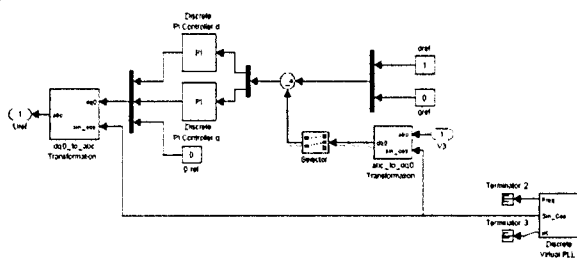 Discrete
PI Controller d
PI
dref
1
0
qref
PI
Discrete
PI Controller q
0
0 ref
1
Uref
abc
dq0
sin_cos
dq0_to_abc
Transformation
Selector
dq0
abc
sin_cos
abc_to_dq0
Transformation
1
Terminator 2
Terminator 3
Freq
Sin_Cos
wt
Discrete
Virtual PLL